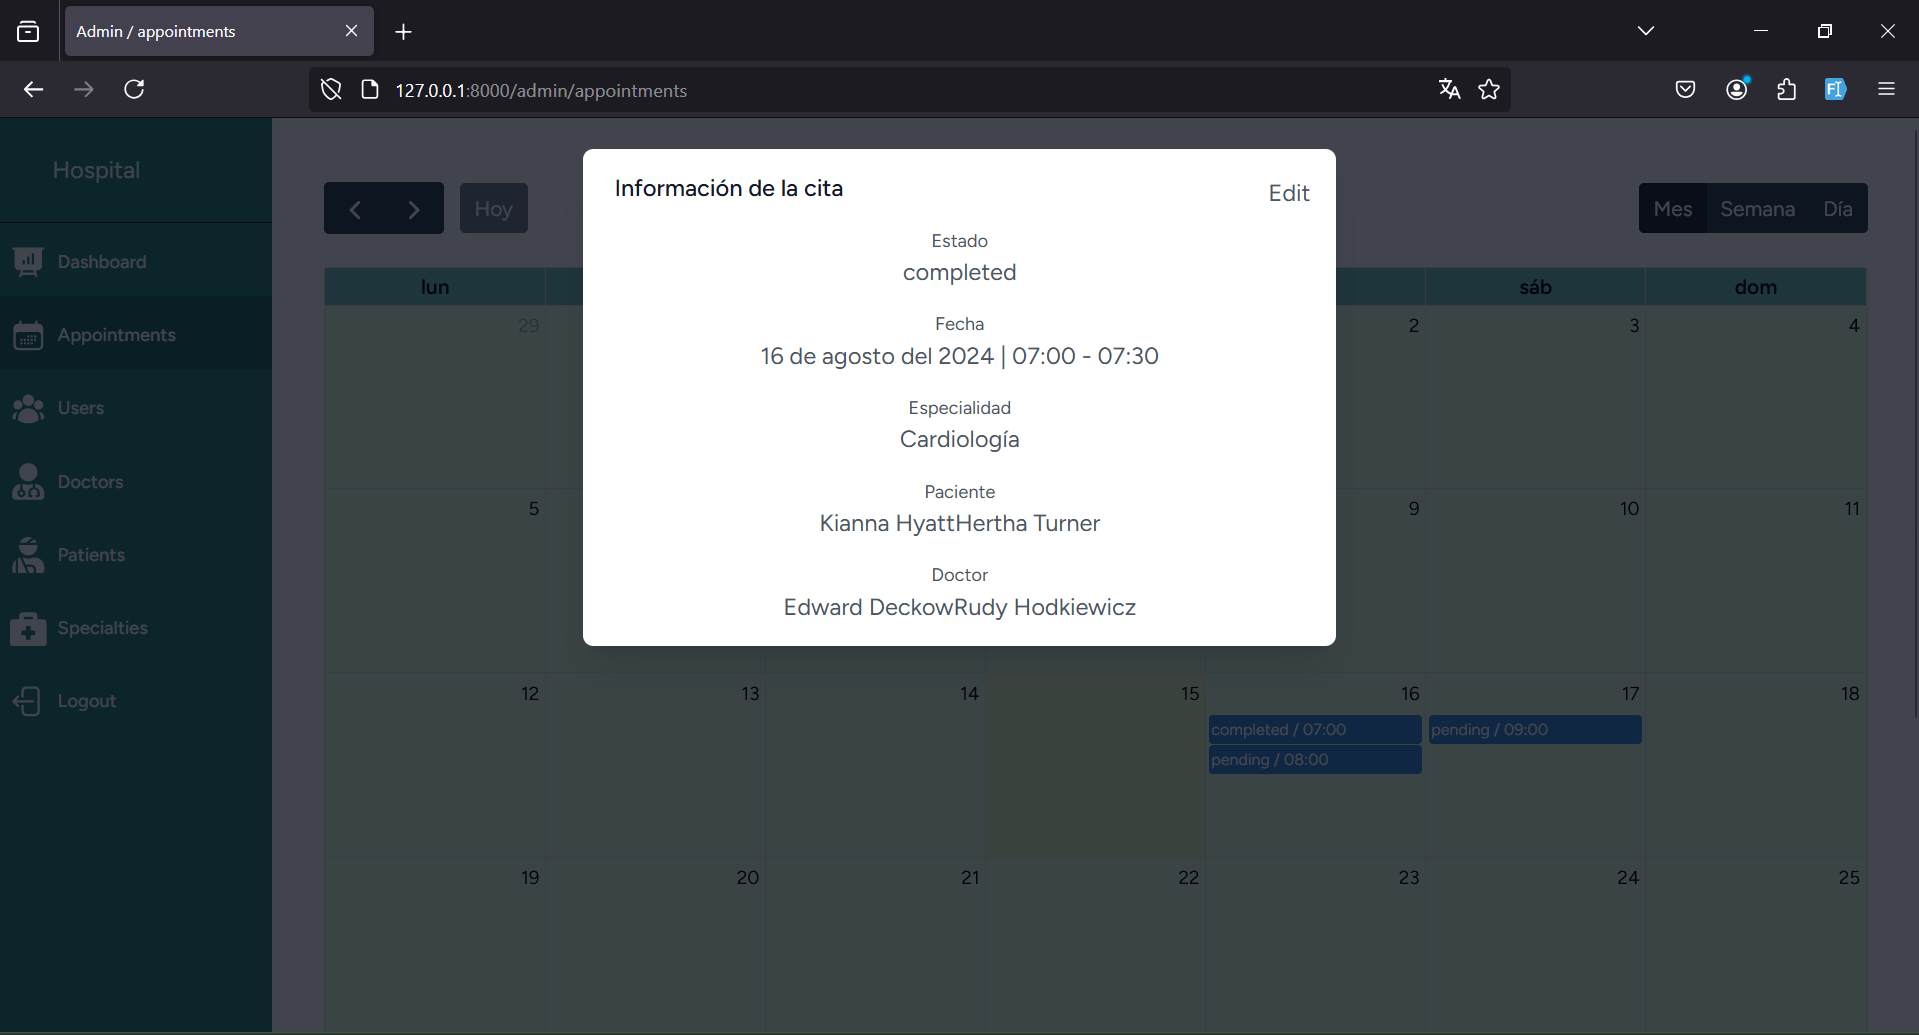 Admin / appointments
127.0.0.1:8000/admin/appointments
Hospital
Dashboard
Appointments
Users
Doctors
Patients
Specialties
Logout
Hoy
Mes Semana Día
Información de la cita
Edit
Estado
completed
Fecha
16 de agosto del 2024 | 07:00 - 07:30
Especialidad
Cardiología
Paciente
Kianna HyattHertha Turner
Doctor
Edward DeckowRudy Hodkiewicz
lun sáb dom
29 2 3 4
5 9 10 11
12 13 14 15 16 17 18
completed / 07:00 pending / 09:00
pending / 08:00
19 20 21 22 23 24 25